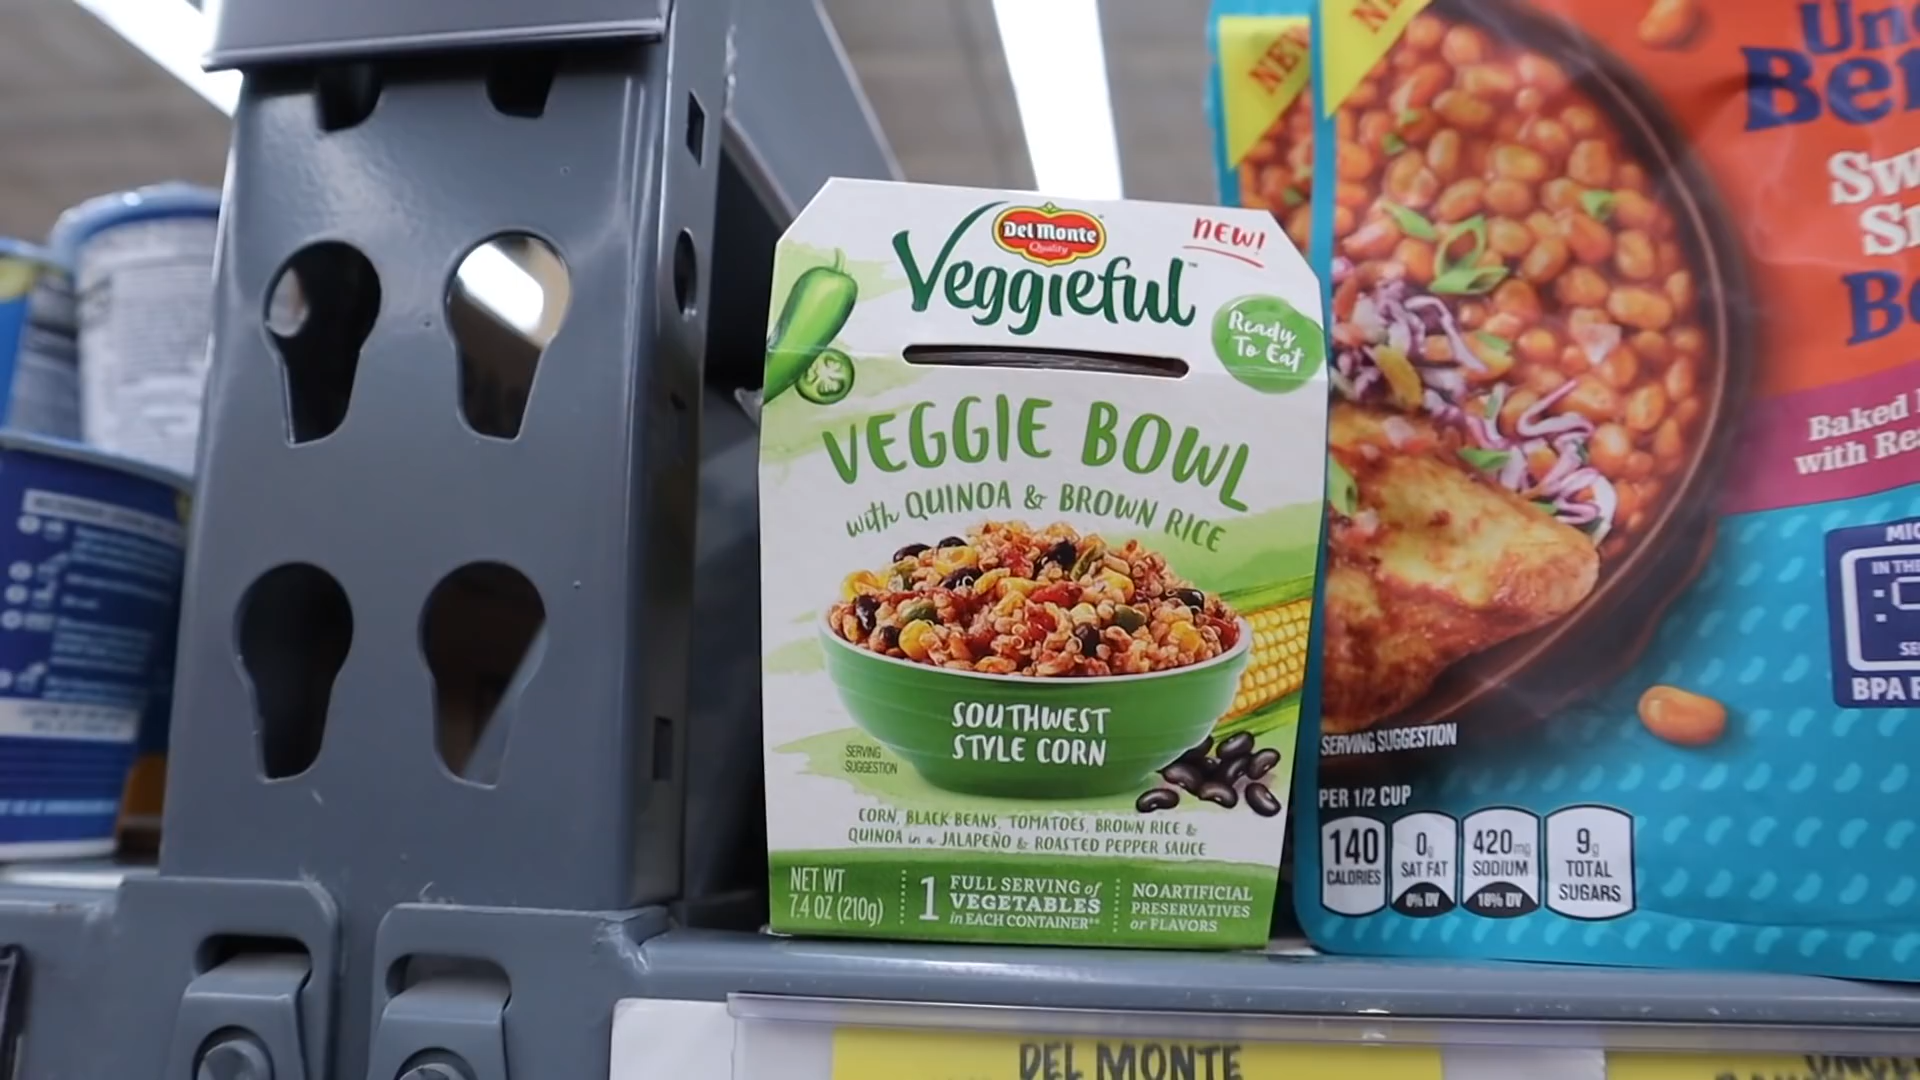 Del Monte
Quality
NEW!
Veggieful
Ready
To Eat
VEGGIE BOWL
with QUINOA & BROWN RICE
SOUTHWEST
STYLE CORN
SERVING
SUGGESTION
CORN, BLACK BEANS, TOMATOES, BROWN RICE &
QUINOA in a JALAPEÑO & ROASTED PEPPER SAUCE
NET WT
7.4 OZ (210g)
1 FULL SERVING of
VEGETABLES
in EACH CONTAINER**
NO ARTIFICIAL
PRESERVATIVES
or FLAVORS
NEW
Baked
with
IN THE
BPA
SERVING SUGGESTION
PER 1/2 CUP
140
CALORIES
0g
SAT FAT
0% DV
420mg
SODIUM
18% DV
9g
TOTAL
SUGARS
DEL MONTE